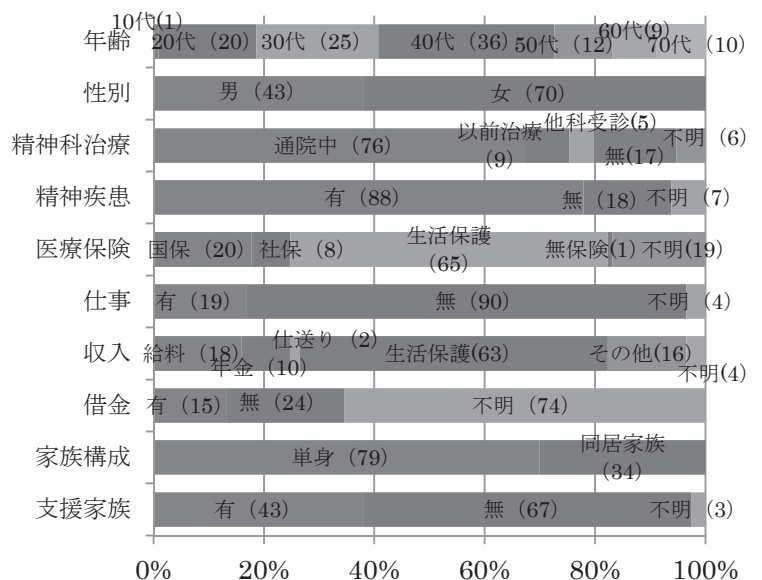 年齢 10代(1) 20代（20） 30代（25） 40代（36） 50代（12） 60代(9) 70代（10）
性別 男（43） 女（70）
精神科治療 通院中（76） 以前治療（9） 他科受診(5) 無(17) 不明（6）
精神疾患 有（88） 無（18） 不明（7）
医療保険 国保（20） 社保（8） 生活保護（65） 無保険(1) 不明(19)
仕事 有（19） 無（90） 不明（4）
収入 給料（18） 年金（10） 仕送り（2） 生活保護(63) その他(16) 不明(4)
借金 有（15） 無（24） 不明（74）
家族構成 単身（79） 同居家族（34）
支援家族 有（43） 無（67） 不明（3）
0% 20% 40% 60% 80% 100%